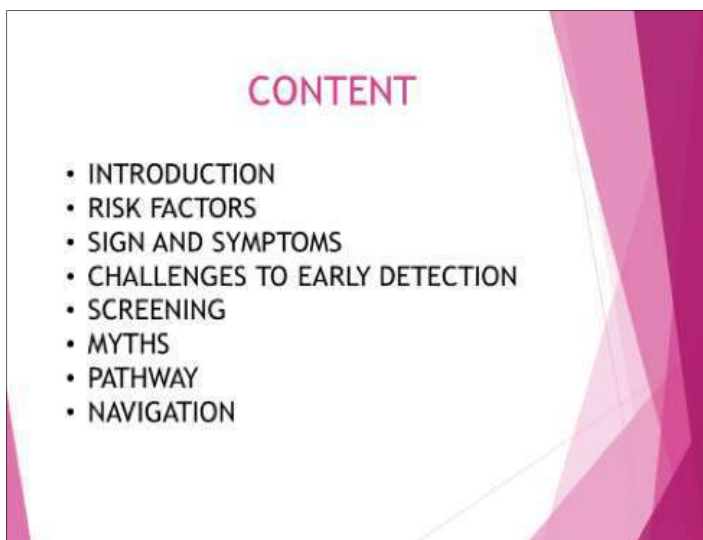 CONTENT
• INTRODUCTION
• RISK FACTORS
• SIGN AND SYMPTOMS
• CHALLENGES TO EARLY DETECTION
• SCREENING
• MYTHS
• PATHWAY
• NAVIGATION